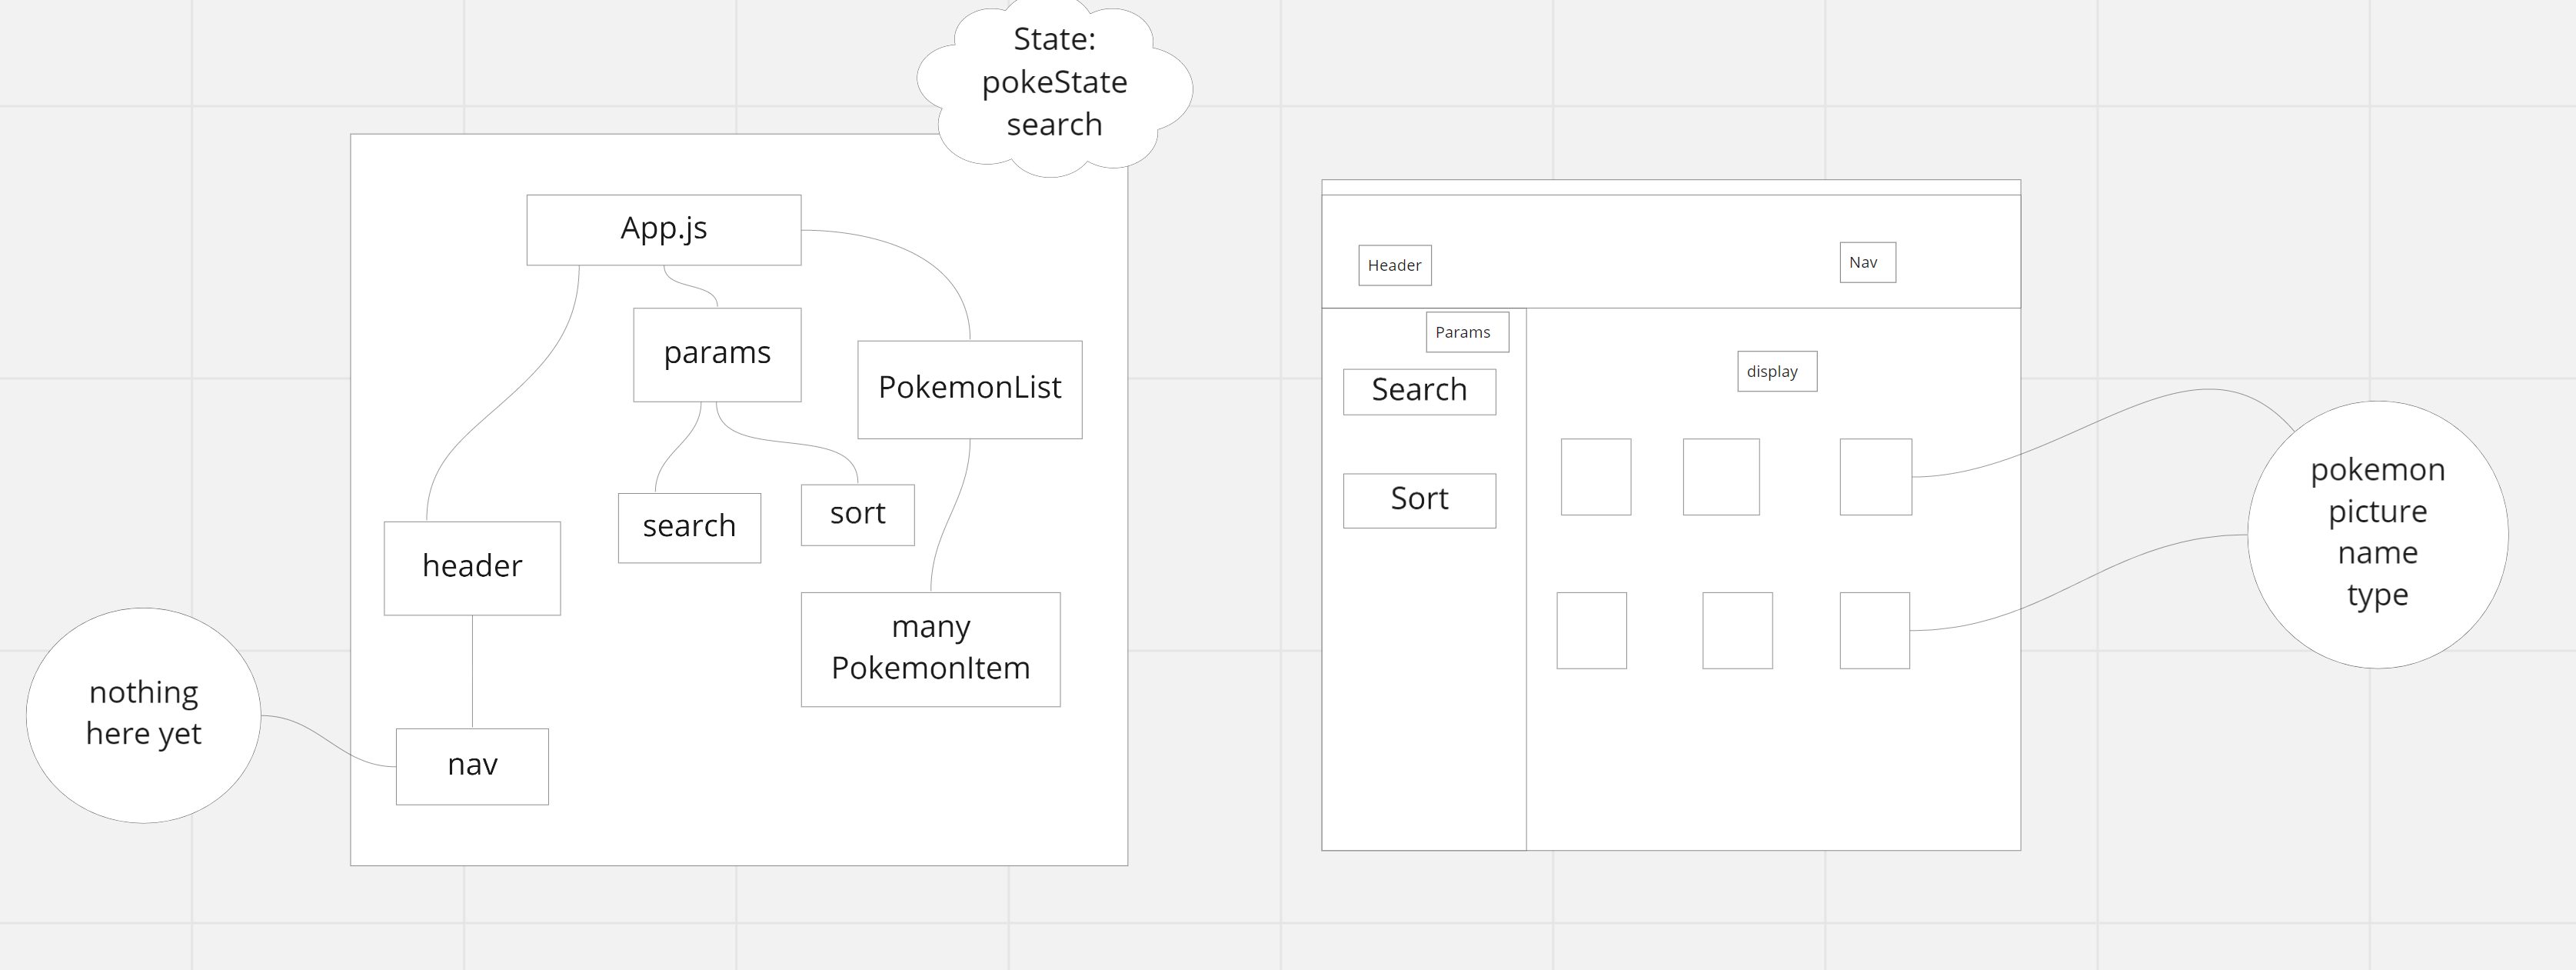 State:
pokeState
search
App.js
params
PokemonList
search
sort
header
many
PokemonItem
nav
nothing
here yet
Header
Nav
Params
Search
display
Sort
pokemon
picture
name
type